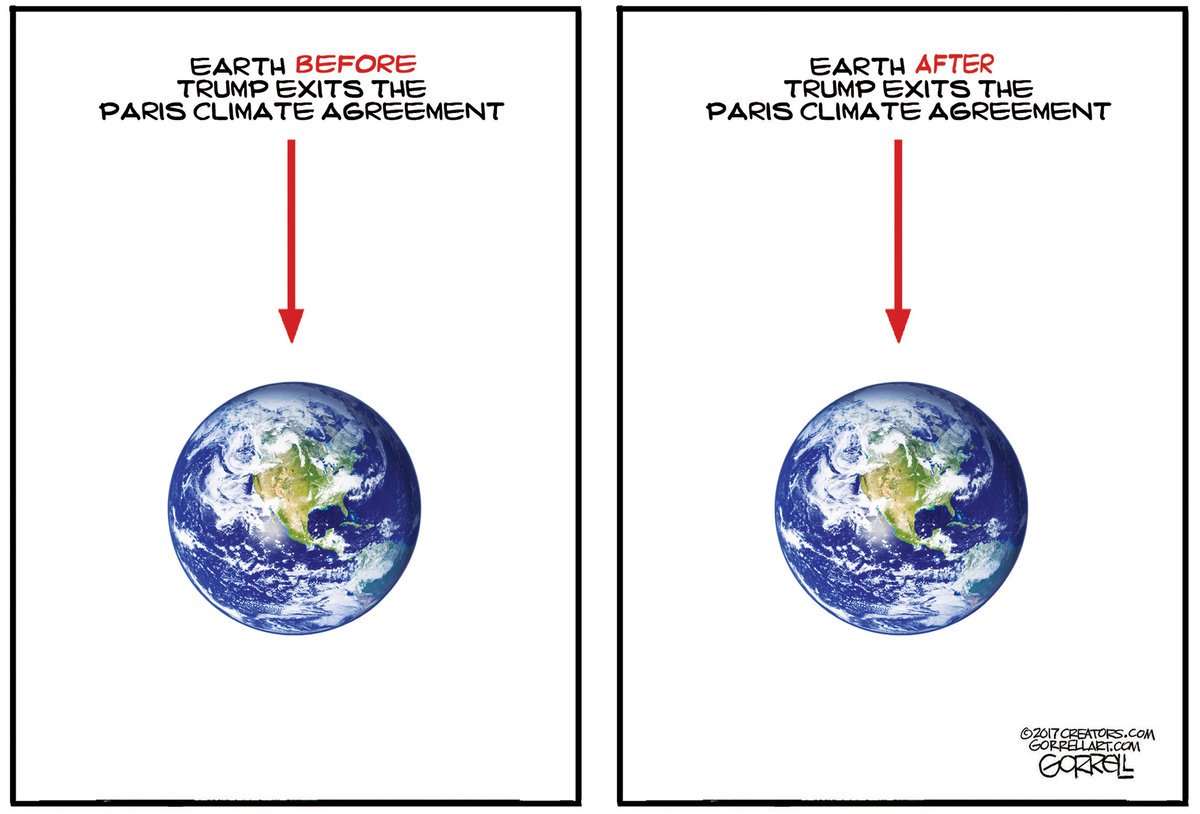 EARTH BEFORE
TRUMP EXITS THE
PARIS CLIMATE AGREEMENT
EARTH AFTER
TRUMP EXITS THE
PARIS CLIMATE AGREEMENT
©2017 CREATORS.COM
GORRELLART.COM
GORRELL